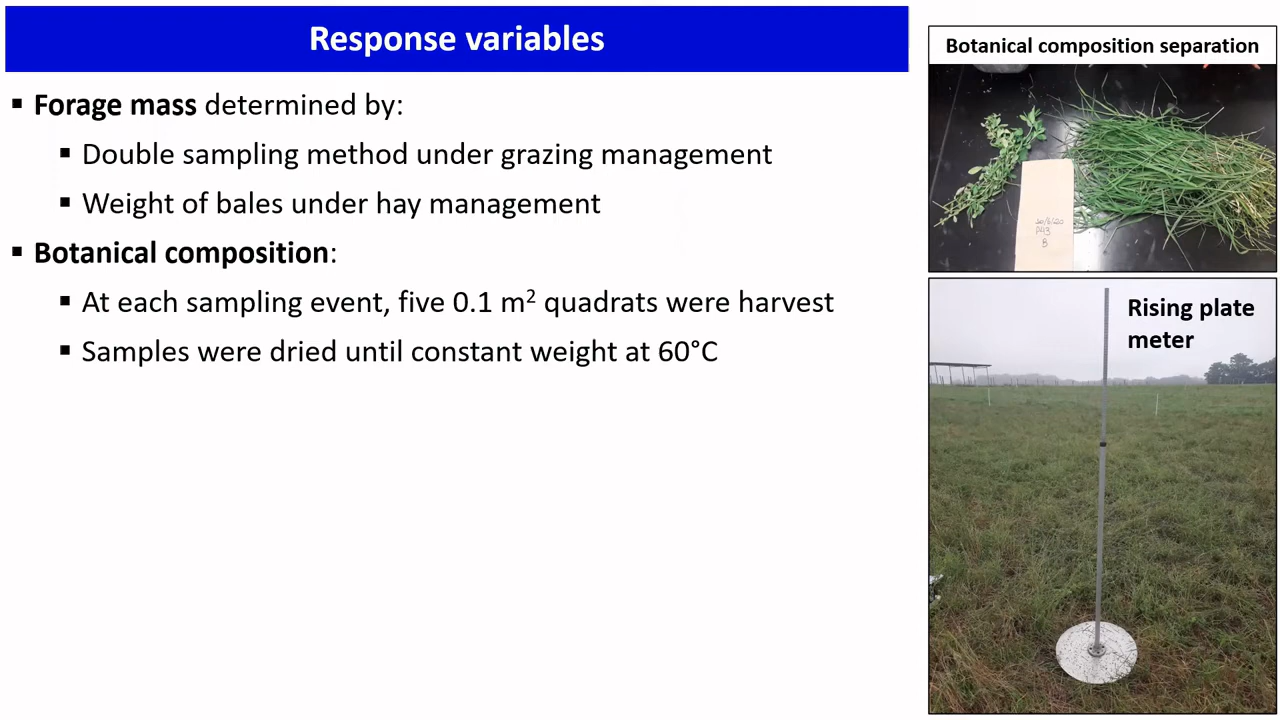 Response variables
▪ Forage mass determined by:
▪ Double sampling method under grazing management
▪ Weight of bales under hay management
▪ Botanical composition:
▪ At each sampling event, five 0.1 m² quadrats were harvest
▪ Samples were dried until constant weight at 60°C
Botanical composition separation
P43
B
Rising plate
meter